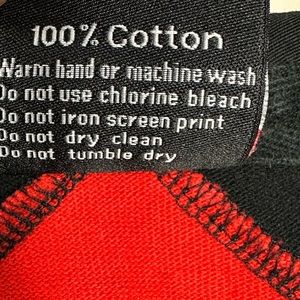 100% Cotton
Warm hand or machine wash
Do not use chlorine bleach
Do not iron screen print
Do not dry clean
Do not tumble dry